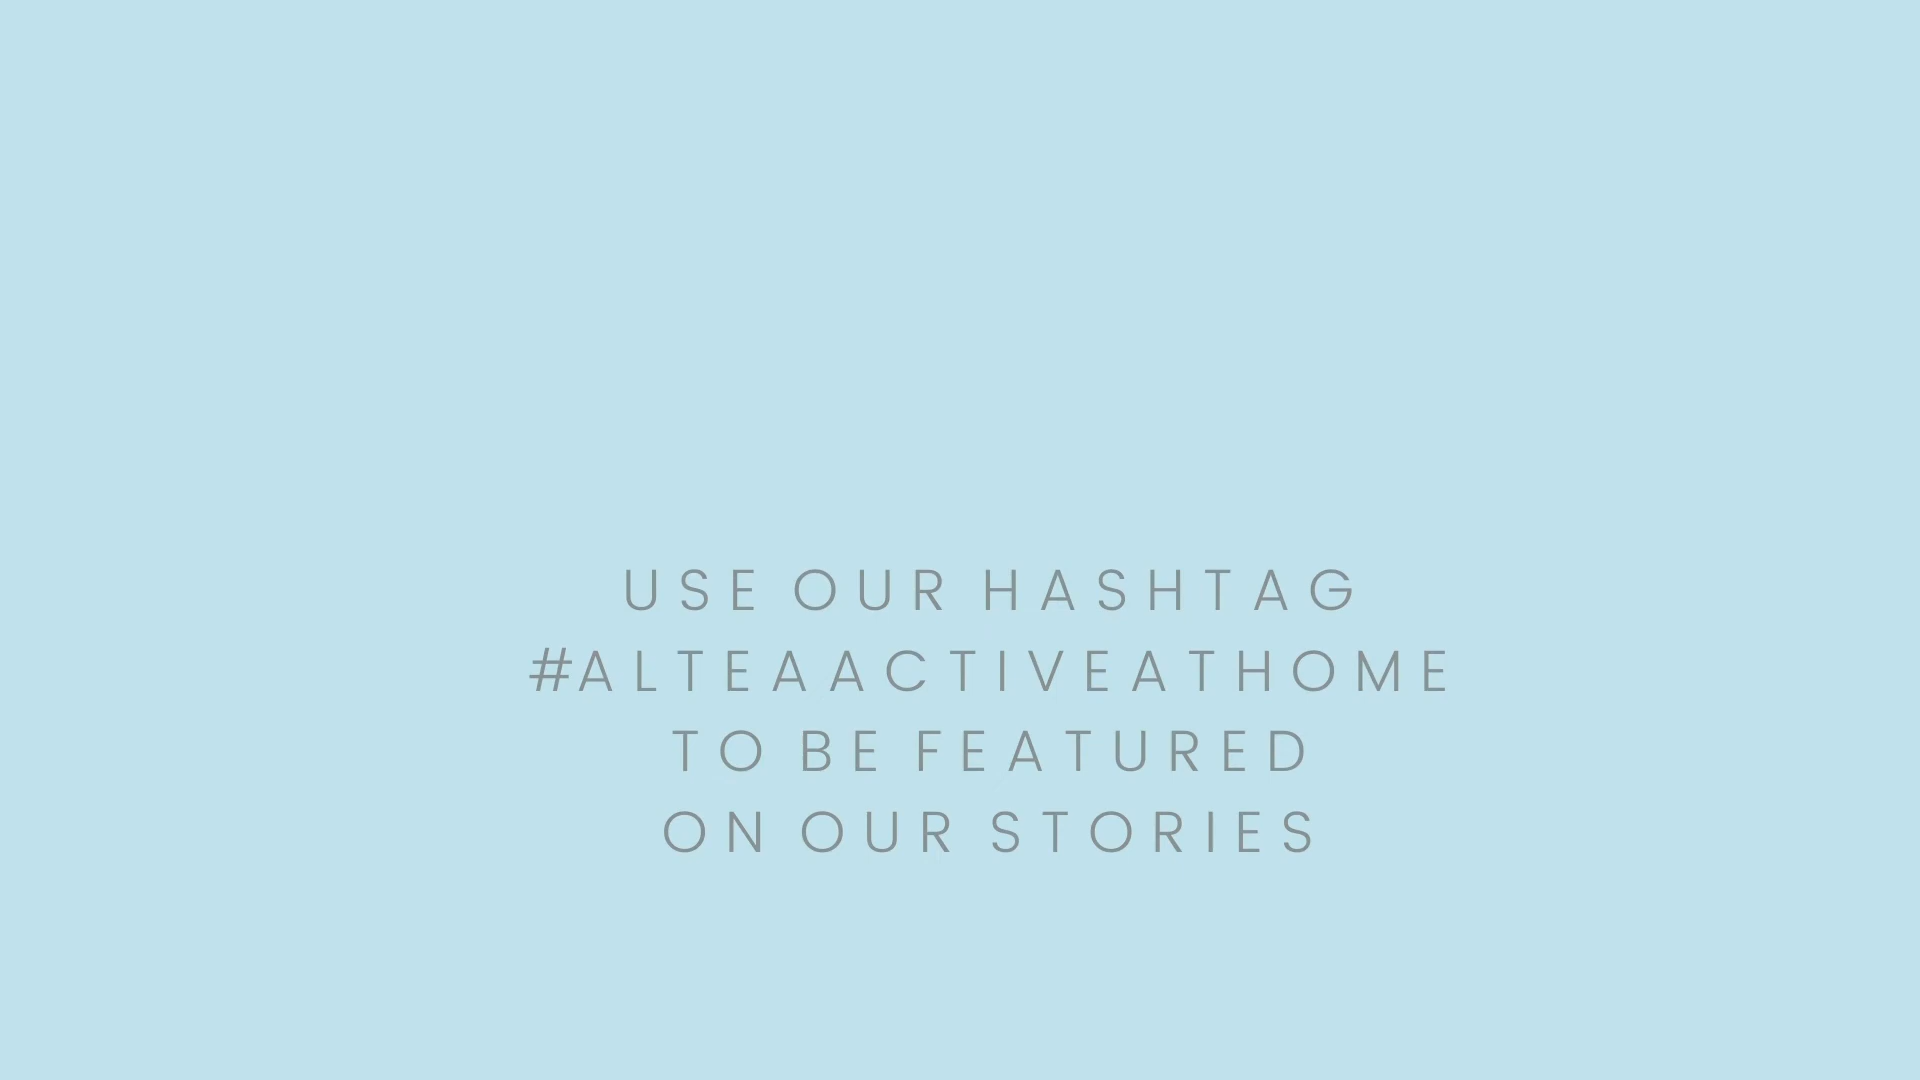 USE OUR HASHTAG
#ALTEAACTIVEATHOME
TO BE FEATURED
ON OUR STORIES